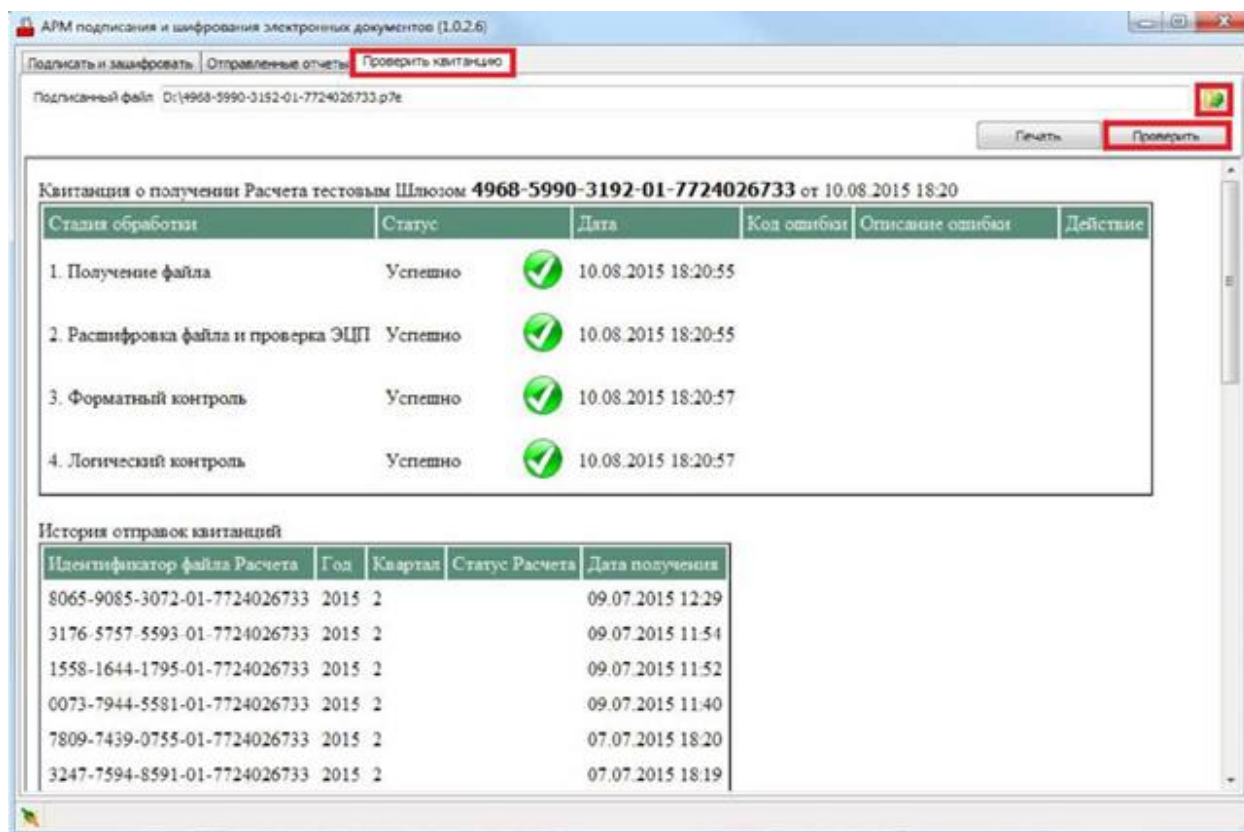 АРМ подписания и шифрования электронных документов (1.0.2.6)
Подписать и зашифровать Отправленные отчеты Проверить квитанцию
Подписанный файл D:\4968-5990-3192-01-7724026733.p7e
Печать Проверить
Квитанция о получении Расчета тестовым Шлюзом 4968-5990-3192-01-7724026733 от 10.08.2015 18:20
Стадия обработки Статус Дата Код ошибки Описание ошибки Действие
1. Получение файла Успешно 10.08.2015 18:20:55
2. Расшифровка файла и проверка ЭЦП Успешно 10.08.2015 18:20:55
3. Форматный контроль Успешно 10.08.2015 18:20:57
4. Логический контроль Успешно 10.08.2015 18:20:57
История отправок квитанций
Идентификатор файла Расчета Год Квартал Статус Расчета Дата получения
8065-9085-3072-01-7724026733 2015 2 09.07.2015 12:29
3176-5757-5593-01-7724026733 2015 2 09.07.2015 11:54
1558-1644-1795-01-7724026733 2015 2 09.07.2015 11:52
0073-7944-5581-01-7724026733 2015 2 09.07.2015 11:40
7809-7439-0755-01-7724026733 2015 2 07.07.2015 18:20
3247-7594-8591-01-7724026733 2015 2 07.07.2015 18:19